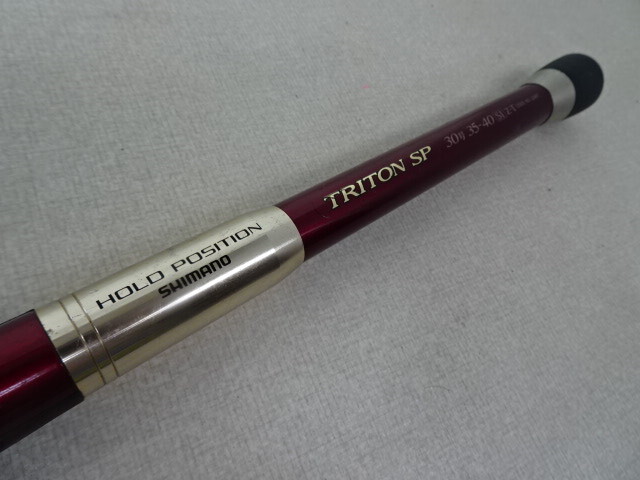 TRITON SP 30号 35-40
HOLD POSITION
SHIMANO